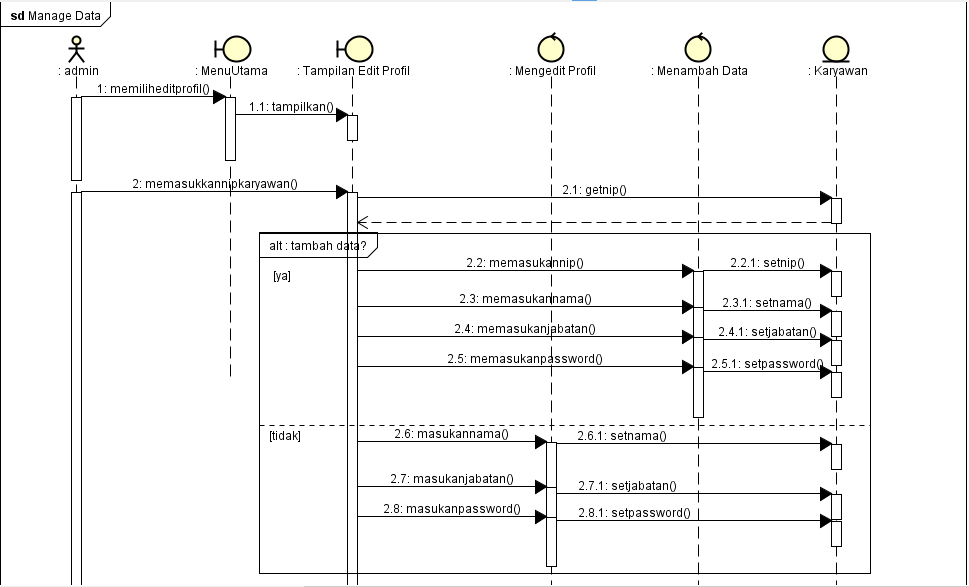 sd Manage Data
: admin
: MenuUtama
: Tampilan Edit Profil
: Mengedit Profil
: Menambah Data
: Karyawan
1: memiliheditprofil()
1.1: tampilkan()
2: memasukkannipkaryawan()
2.1: getnip()
alt : tambah data?
[ya]
2.2: memasukannip()
2.2.1: setnip()
2.3: memasukannama()
2.3.1: setnama()
2.4: memasukanjabatan()
2.4.1: setjabatan()
2.5: memasukanpassword()
2.5.1: setpassword()
[tidak]
2.6: masukannama()
2.6.1: setnama()
2.7: masukanjabatan()
2.7.1: setjabatan()
2.8: masukanpassword()
2.8.1: setpassword()